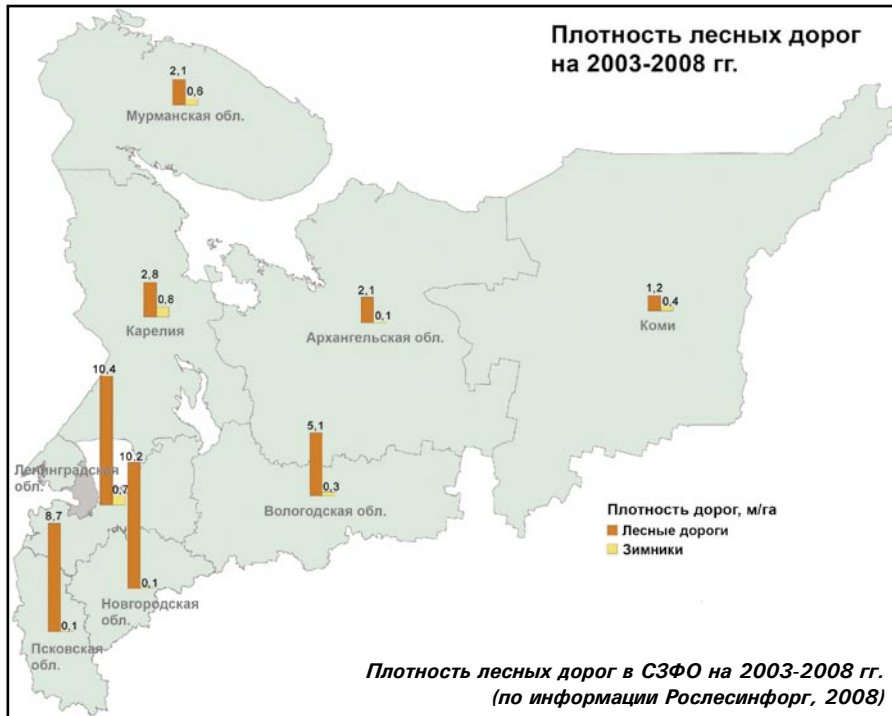 Плотность лесных дорог
на 2003-2008 гг.
2,1
0,6
Мурманская обл.
2,8
0,8
Карелия
2,1
0,1
Архангельская обл.
1,2
0,4
Коми
10,4
0,7
Ленинградская
обл.
10,2
0,1
Новгородская
обл.
8,7
0,1
Псковская
обл.
5,1
0,3
Вологодская обл.
Плотность дорог, м/га
Лесные дороги
Зимники
Плотность лесных дорог в СЗФО на 2003-2008 гг.
(по информации Рослесинфорг, 2008)